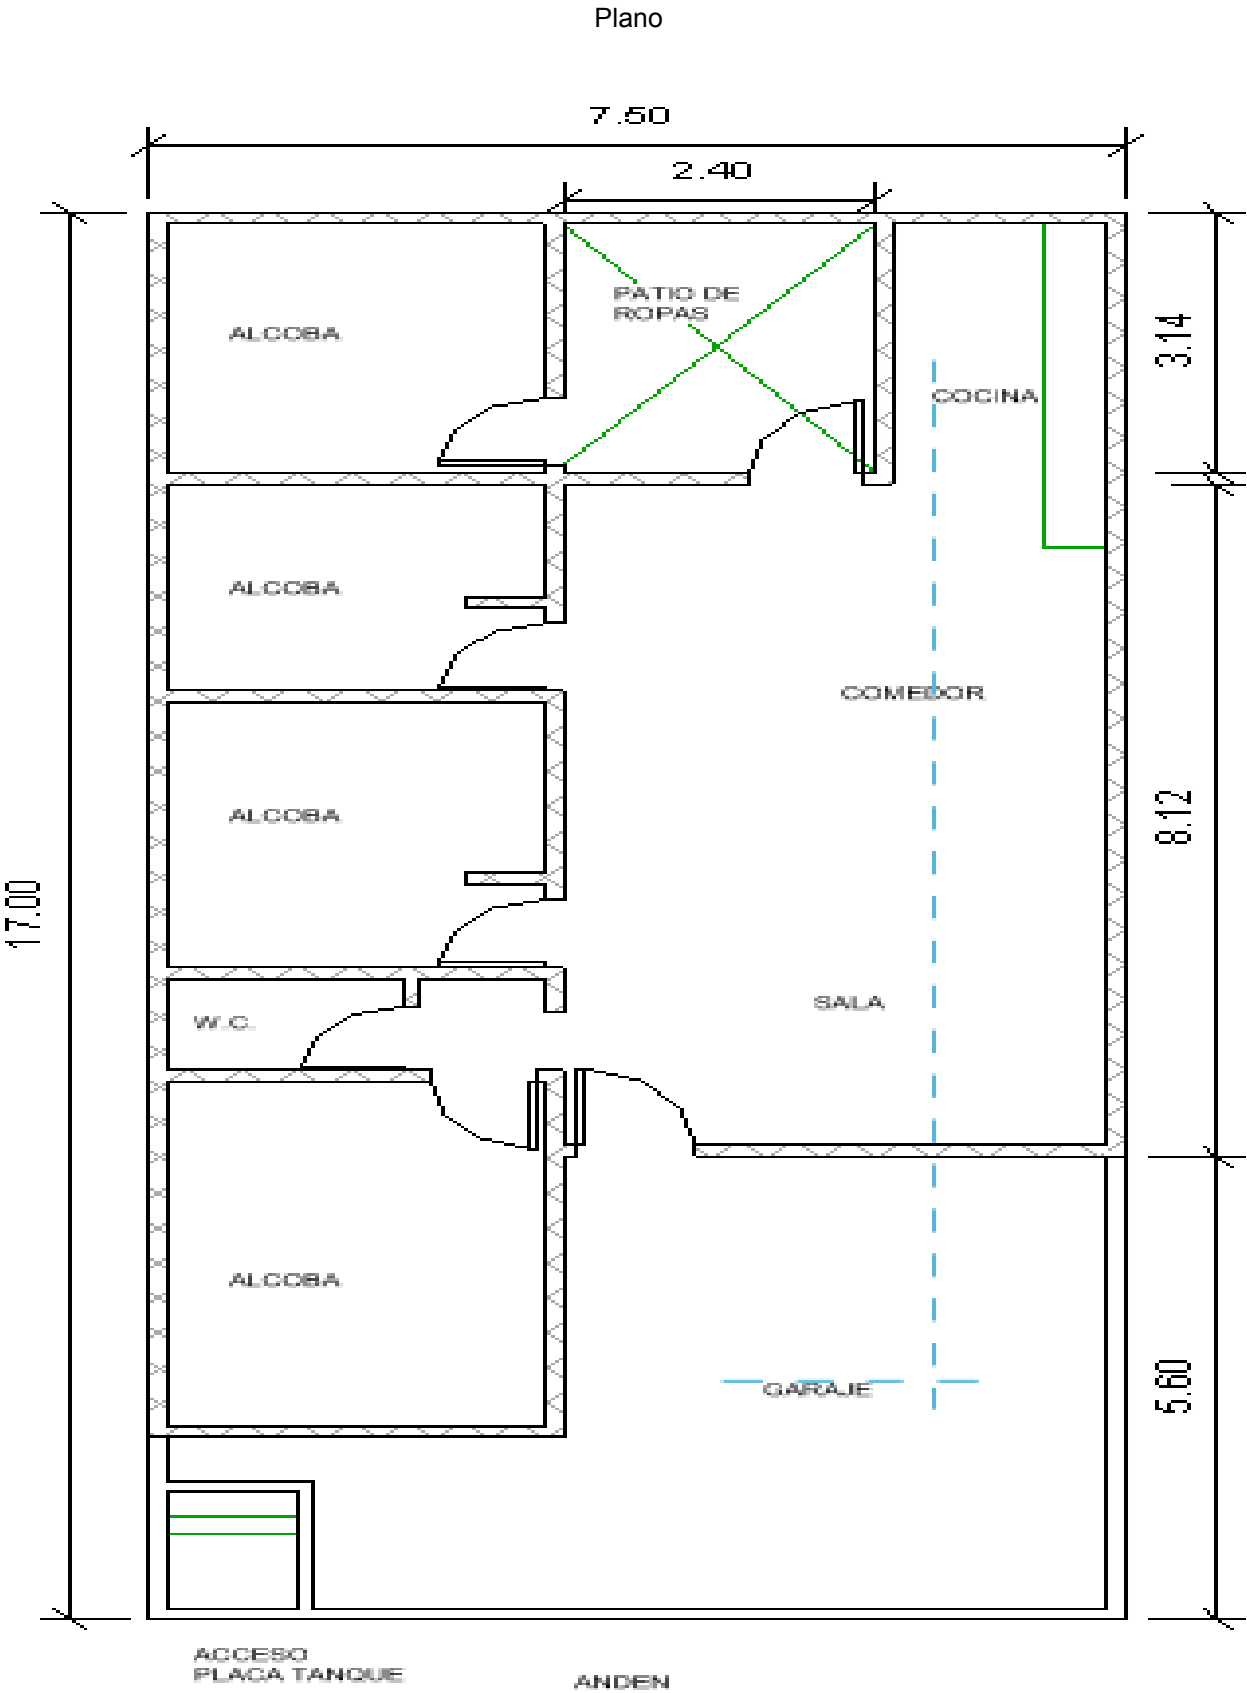 Plano
7.50
2.40
PATIO DE
ROPAS
ALCOBA
3.14
COCINA
ALCOBA
COMEDOR
ALCOBA
8.12
17.00
SALA
W.C.
ALCOBA
GARAJE
5.60
ACCESO
PLACA TANQUE
ANDEN